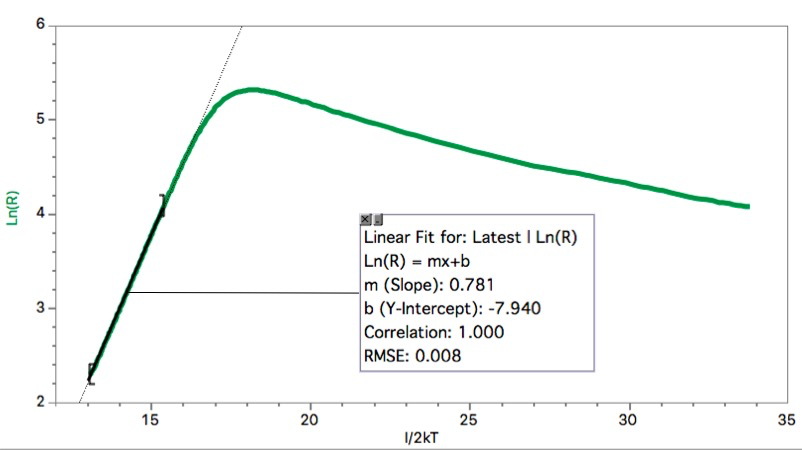 6
5
Ln(R)
4
3
2
Linear Fit for: Latest | Ln(R)
Ln(R) = mx+b
m (Slope): 0.781
b (Y-Intercept): -7.940
Correlation: 1.000
RMSE: 0.008
15 20 25 30 35
I/2kT